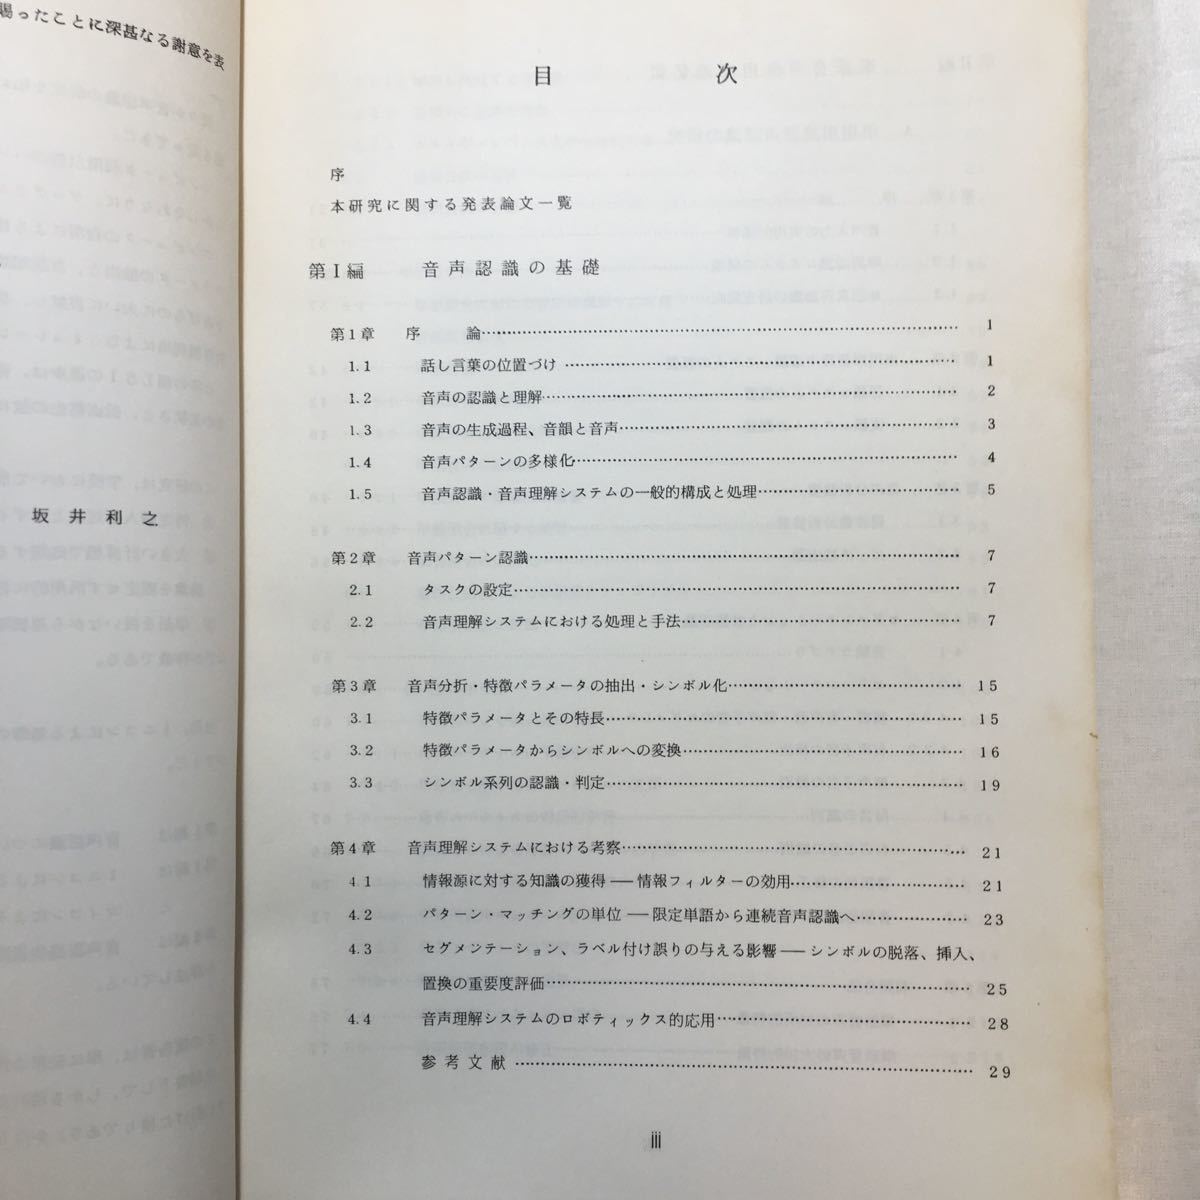 賜ったことに深甚なる謝意を表
坂井利之
目次
序
本研究に関する発表論文一覧
第Ⅰ編 音声認識の基礎
第1章 序論 1
1.1 話し言葉の位置づけ 1
1.2 音声の認識と理解 2
1.3 音声の生成過程、音韻と音声 3
1.4 音声パターンの多様化 4
1.5 音声認識・音声理解システムの一般的構成と処理 5
第2章 音声パターン認識 7
2.1 タスクの設定 7
2.2 音声理解システムにおける処理と手法 7
第3章 音声分折・特徴パラメータの抽出・シンボル化 15
3.1 特徴パラメータとその特長 15
3.2 特徴パラメータからシンボルへの変換 16
3.3 シンボル系列の認識・判定 19
第4章 音声理解システムにおける考察 21
4.1 情報源に対する知識の獲得――情報フィルターの効用 21
4.2 パターン・マッチングの単位――限定単語から連続音声認識へ 23
4.3 セグメンテーション、ラベル付け誤りの与える影響――シンボルの脱落、挿入、
置換の重要度評価 25
4.4 音声理解システムのロボティックス的応用 28
参考文献 29
iii